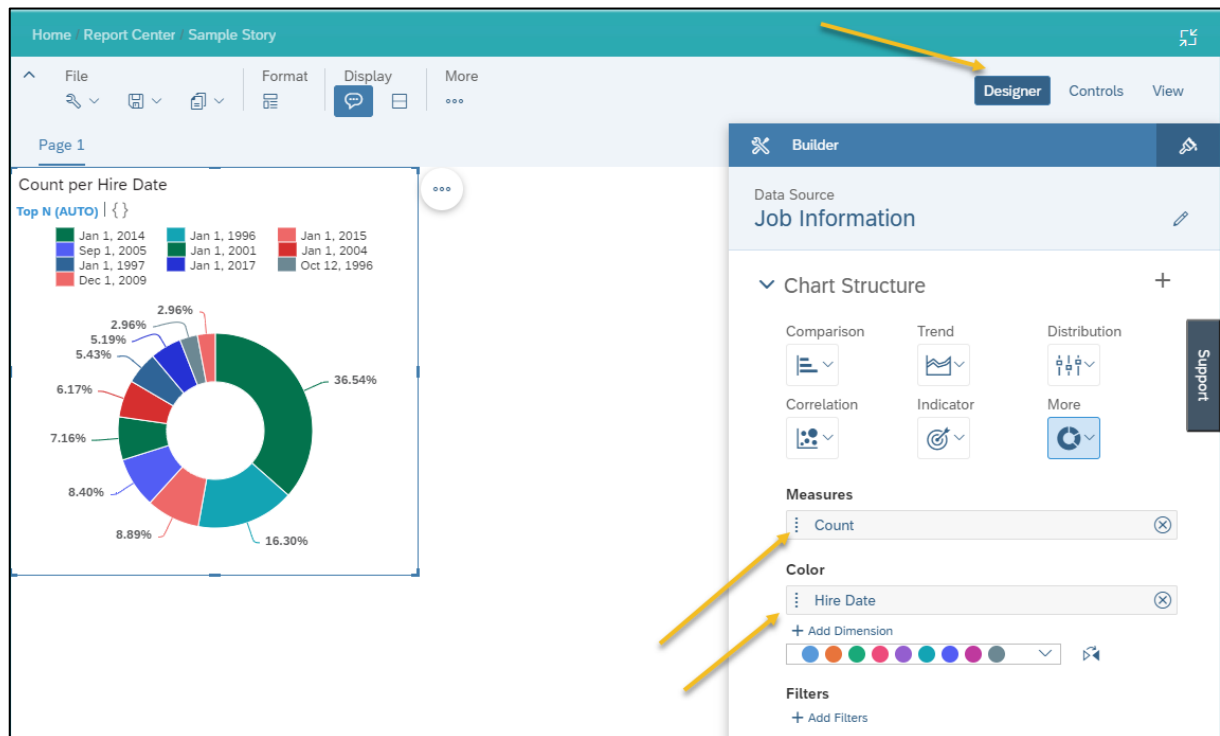 Home / Report Center / Sample Story
File Format Display More
Designer Controls View
Page 1
Builder
Count per Hire Date
Top N (AUTO) | { }
Jan 1, 2014 Jan 1, 1996 Jan 1, 2015
Sep 1, 2005 Jan 1, 2001 Jan 1, 2004
Jan 1, 1997 Jan 1, 2017 Oct 12, 1996
Dec 1, 2009
2.96%
2.96%
5.19%
5.43%
6.17%
7.16%
8.40%
8.89%
16.30%
36.54%
Data Source
Job Information
Chart Structure
Comparison Trend Distribution
Correlation Indicator More
Measures
Count
Color
Hire Date
+ Add Dimension
Filters
+ Add Filters
Support